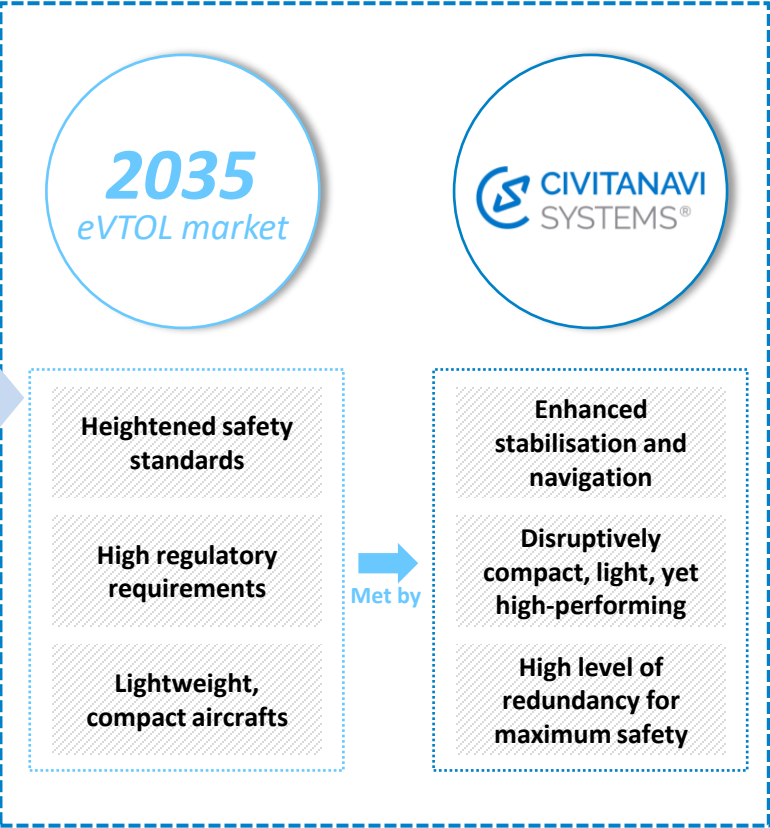 2035
eVTOL market
CIVITANAVI
SYSTEMS®
Heightened safety
standards
High regulatory
requirements
Lightweight,
compact aircrafts
Met by
Enhanced
stabilisation and
navigation
Disruptively
compact, light, yet
high-performing
High level of
redundancy for
maximum safety